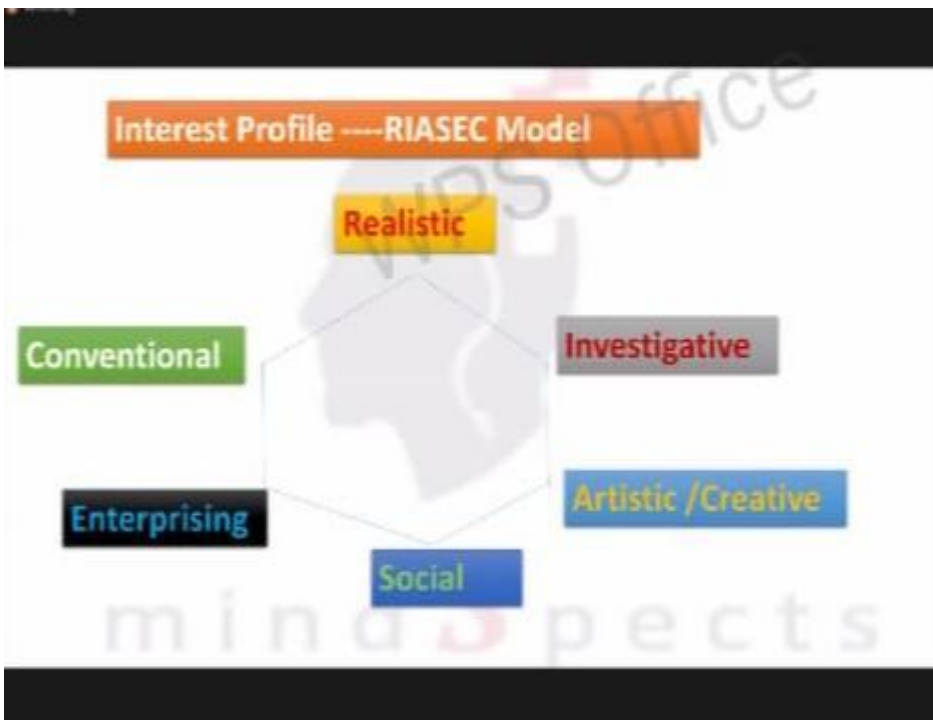 Interest Profile ----RIASEC Model
WPS Office
Realistic
Conventional
Investigative
Enterprising
Artistic /Creative
Social
mindSpects